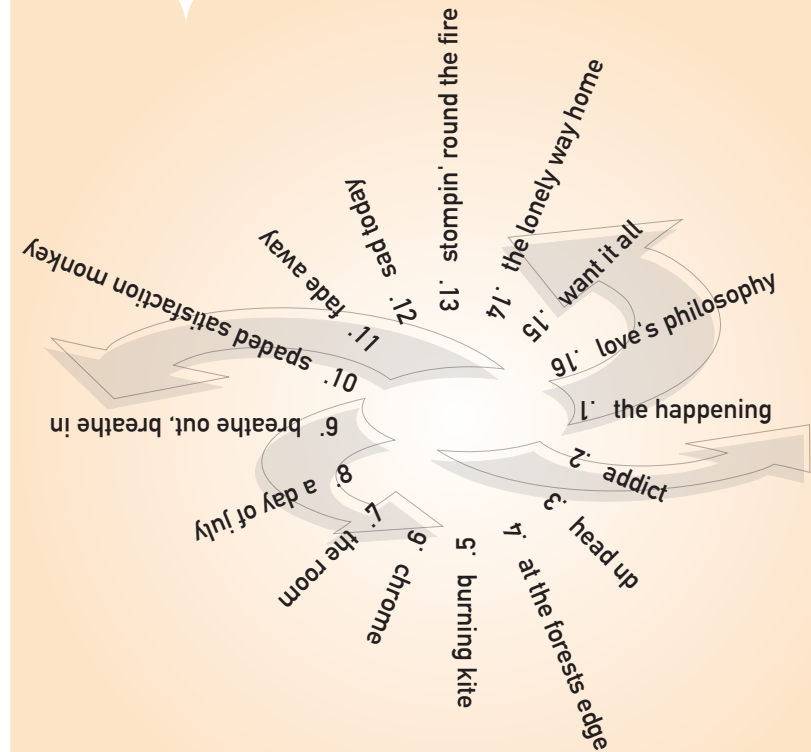 1. the happening
2. addict
3. head up
4. at the forests edge
5. burning kite
6. chrome
7. the room
8. a day of july
9. breathe out, breathe in
10. spaded satisfaction monkey
11. fade away
12. sad today
13. stompin' round the fire
14. the lonely way home
15. want it all
16. love's philosophy